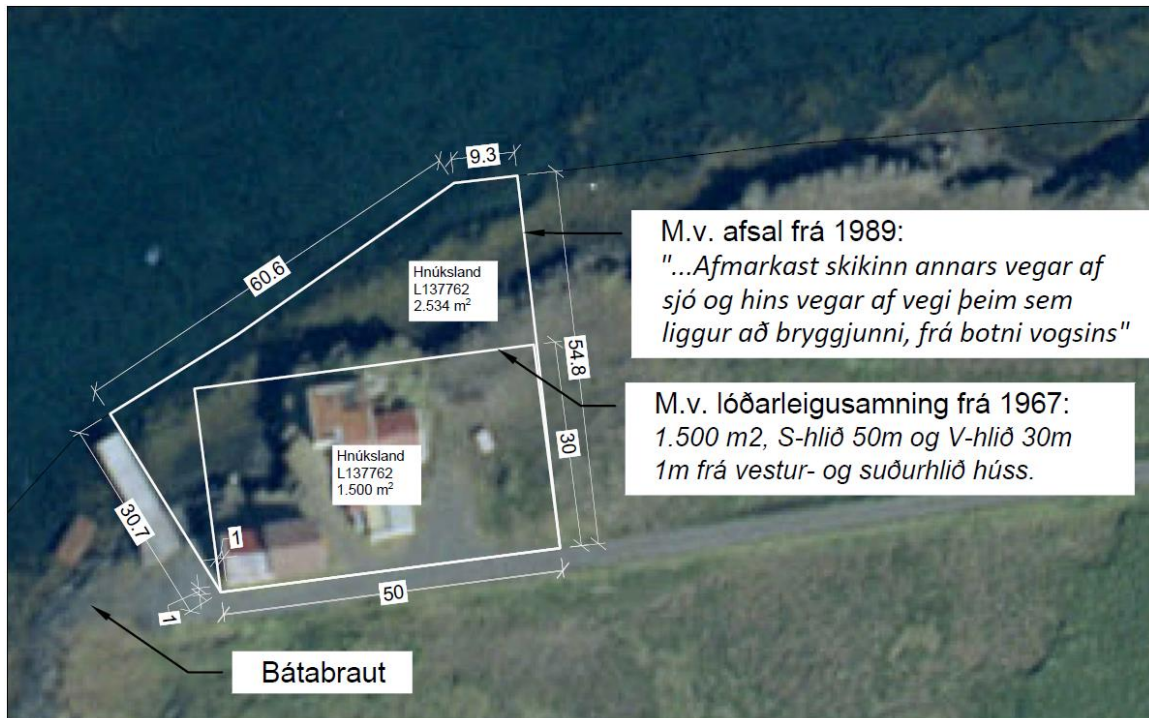 9.3
60.6
M.v. afsal frá 1989:
"...Afmarkast skikinn annars vegar af
sjó og hins vegar af vegi þeim sem
liggur að bryggjunni, frá botni vogsins"
Hnúksland
L137762
2.534 m²
54.8
M.v. lóðarleigusamning frá 1967:
1.500 m2, S-hlið 50m og V-hlið 30m
1m frá vestur- og suðurhlið húss.
30
Hnúksland
L137762
1.500 m²
30.7
1
1
50
Bátabraut